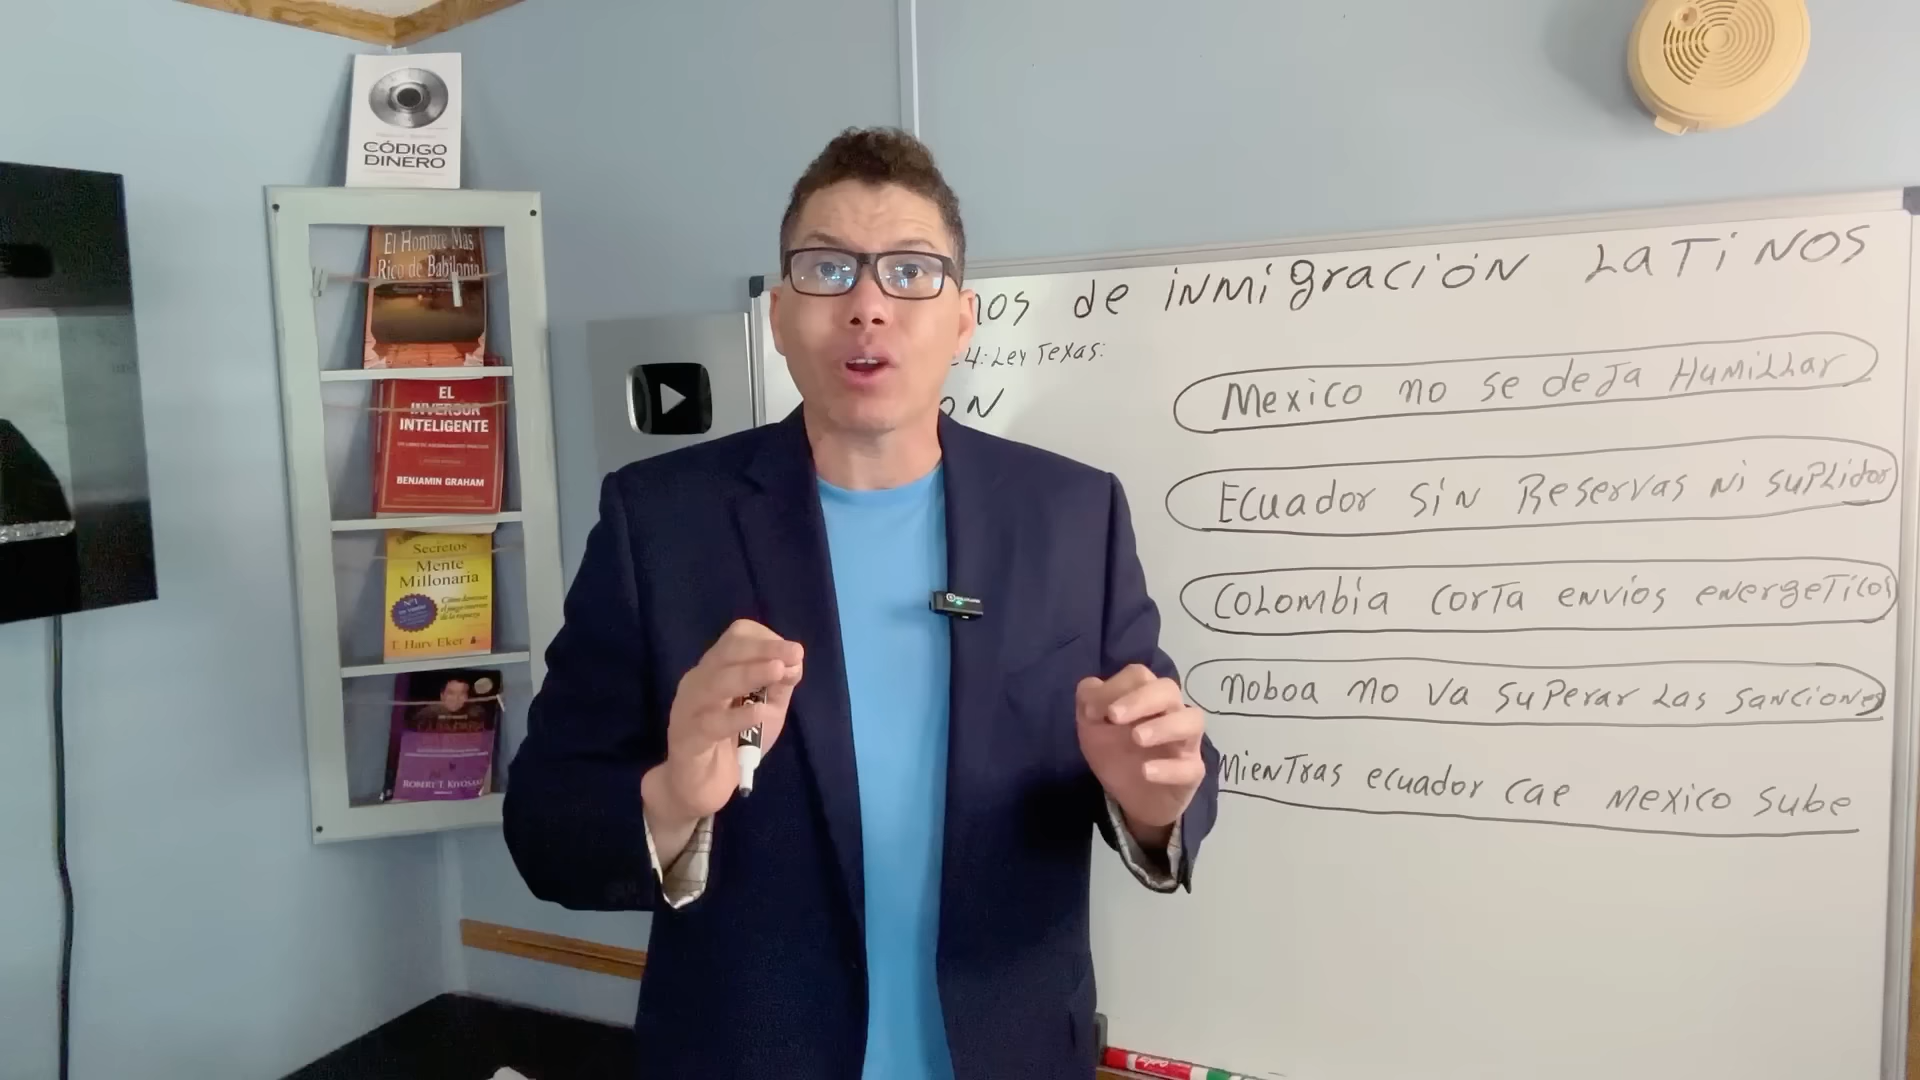 CÓDIGO
DINERO
El Hombre Mas
Rico de Babilonia
EL
INVERSOR
INTELIGENTE
BENJAMIN GRAHAM
Secretos
Mente
Millonaria
Nº1
T. Harv Eker
ROBERT T. KIYOSAKI
nos de inmigración Latinos
4: Ley Texas:
ON
Mexico no se deja Humillar
Ecuador sin Reservas ni suplidor
Colombia corta envios energeticos
noboa no va superar las sanciones
Mientras ecuador cae mexico sube